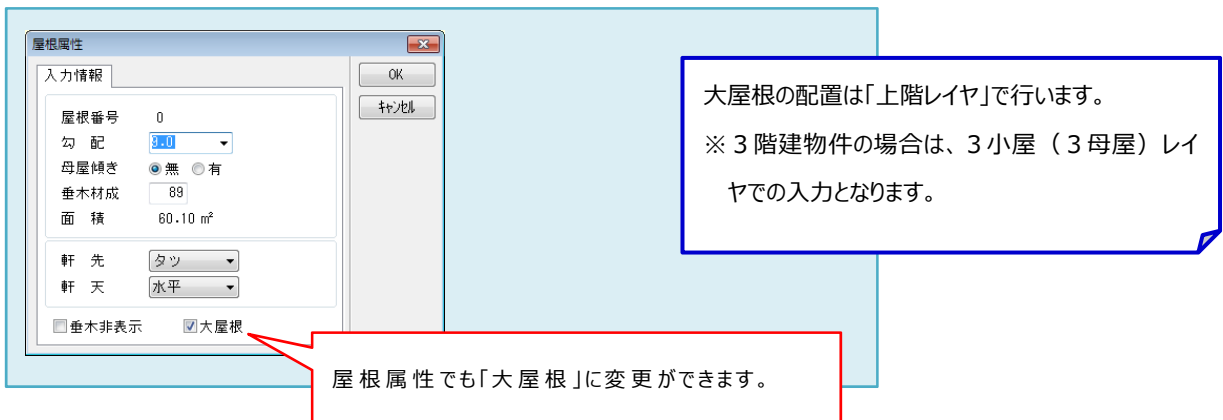 屋根属性
入力情報
OK
キャンセル
屋根番号 0
勾 配 9.0
母屋傾き 無 有
垂木材成 89
面 積 60.10 ㎡
軒 先 タツ
軒 天 水平
垂木非表示 大屋根
大屋根の配置は「上階レイヤ」で行います。
※３階建物件の場合は、３小屋（３母屋）レイ
ヤでの入力となります。
屋根属性でも「大屋根」に変更ができます。